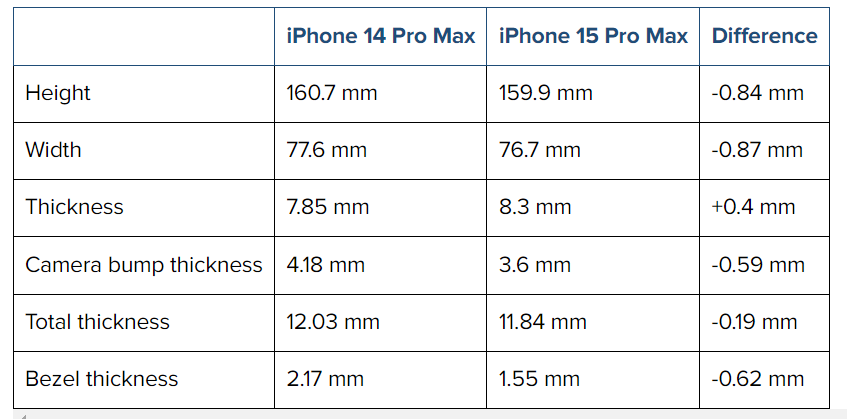 iPhone 14 Pro Max iPhone 15 Pro Max Difference
Height 160.7 mm 159.9 mm -0.84 mm
Width 77.6 mm 76.7 mm -0.87 mm
Thickness 7.85 mm 8.3 mm +0.4 mm
Camera bump thickness 4.18 mm 3.6 mm -0.59 mm
Total thickness 12.03 mm 11.84 mm -0.19 mm
Bezel thickness 2.17 mm 1.55 mm -0.62 mm